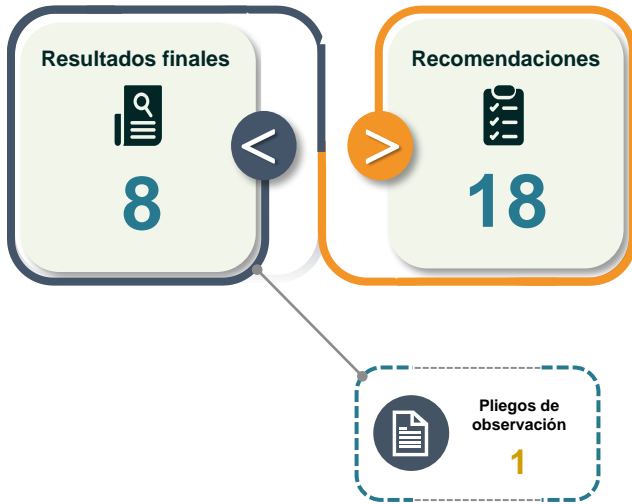 Resultados finales
8
<
Recomendaciones
18
>
Pliegos de
observación
1